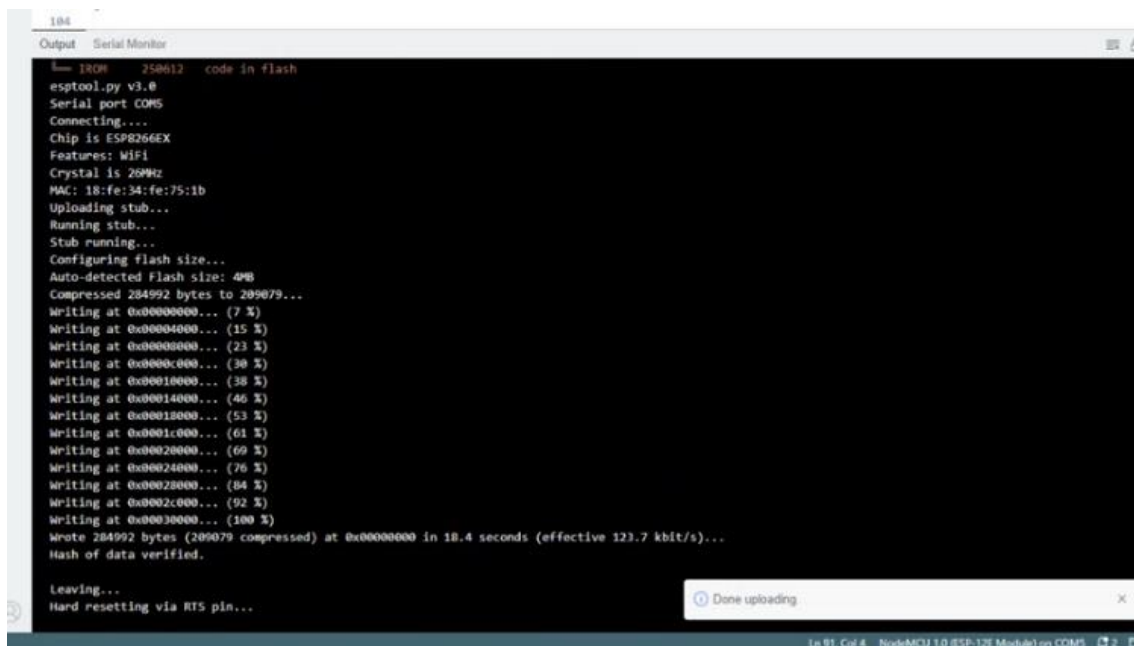 104
Output Serial Monitor
└── IROM 250612 code in flash
esptool.py v3.0
Serial port COM5
Connecting....
Chip is ESP8266EX
Features: WiFi
Crystal is 26MHz
MAC: 18:fe:34:fe:75:1b
Uploading stub...
Running stub...
Stub running...
Configuring flash size...
Auto-detected Flash size: 4MB
Compressed 284992 bytes to 209079...
Writing at 0x00000000... (7 %)
Writing at 0x00004000... (15 %)
Writing at 0x00008000... (23 %)
Writing at 0x0000c000... (30 %)
Writing at 0x00010000... (38 %)
Writing at 0x00014000... (46 %)
Writing at 0x00018000... (53 %)
Writing at 0x0001c000... (61 %)
Writing at 0x00020000... (69 %)
Writing at 0x00024000... (76 %)
Writing at 0x00028000... (84 %)
Writing at 0x0002c000... (92 %)
Writing at 0x00030000... (100 %)
Wrote 284992 bytes (209079 compressed) at 0x00000000 in 18.4 seconds (effective 123.7 kbit/s)...
Hash of data verified.
Leaving...
Hard resetting via RTS pin...
Done uploading.
Ln 91, Col 4 NodeMCU 1.0 (ESP-12E Module) on COM5 2